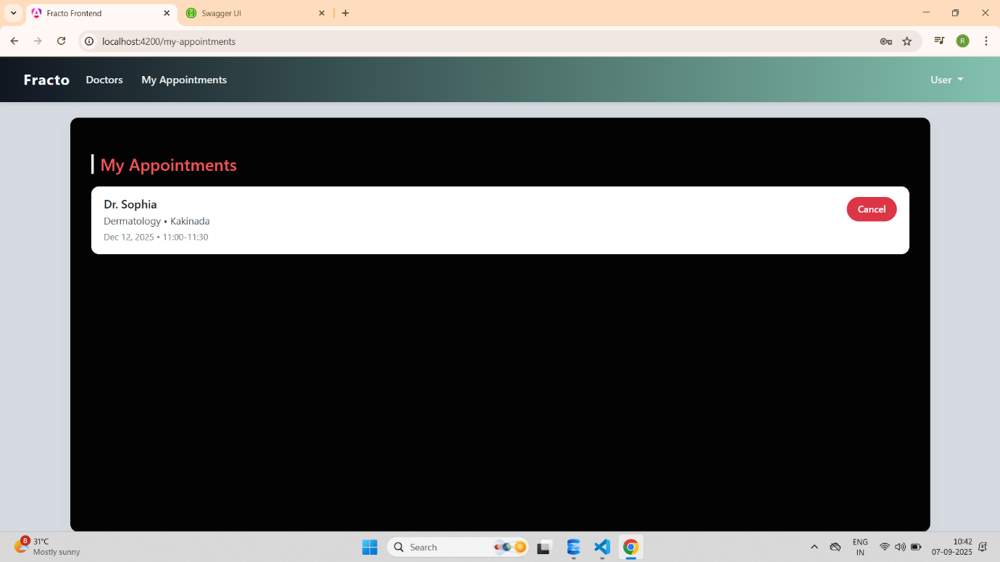 Fracto Frontend
Swagger UI
localhost:4200/my-appointments
R
Fracto Doctors My Appointments User
My Appointments
Dr. Sophia
Cancel
Dermatology • Kakinada
Dec 12, 2025 • 11:00-11:30
8
31°C
Mostly sunny
Search
ENG
IN
10:42
07-09-2025